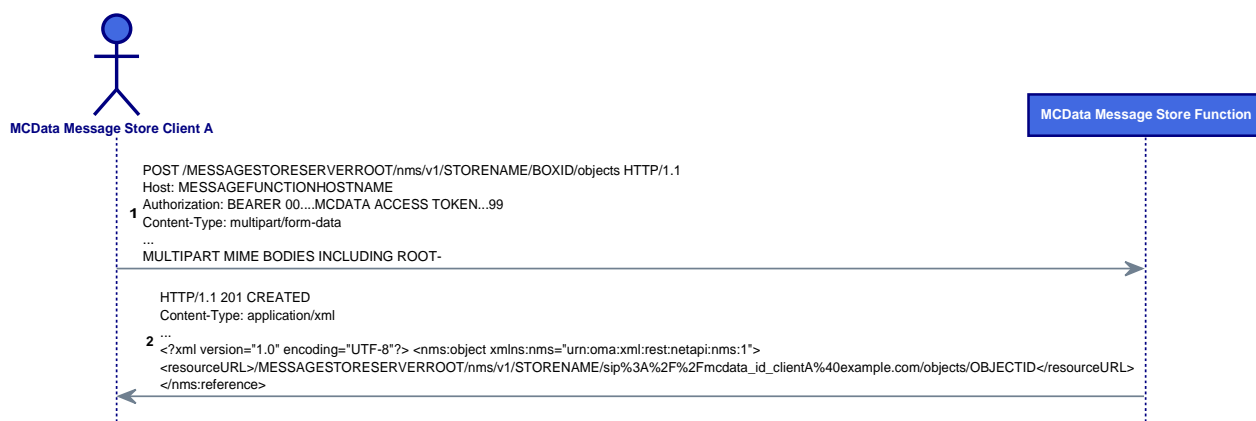 MCData Message Store Client A
MCData Message Store Function
POST /MESSAGESTORESERVERROOT/nms/v1/STORENAME/BOXID/objects HTTP/1.1
Host: MESSAGEFUNCTIONHOSTNAME
Authorization: BEARER 00....MCDATA ACCESS TOKEN...99
1
Content-Type: multipart/form-data
...
MULTIPART MIME BODIES INCLUDING ROOT-
HTTP/1.1 201 CREATED
Content-Type: application/xml
...
2
<?xml version="1.0" encoding="UTF-8"?> <nms:object xmlns:nms="urn:oma:xml:rest:netapi:nms:1">
<resourceURL>/MESSAGESTORESERVERROOT/nms/v1/STORENAME/sip%3A%2F%2Fmcdata_id_clientA%40example.com/objects/OBJECTID</resourceURL>
</nms:reference>